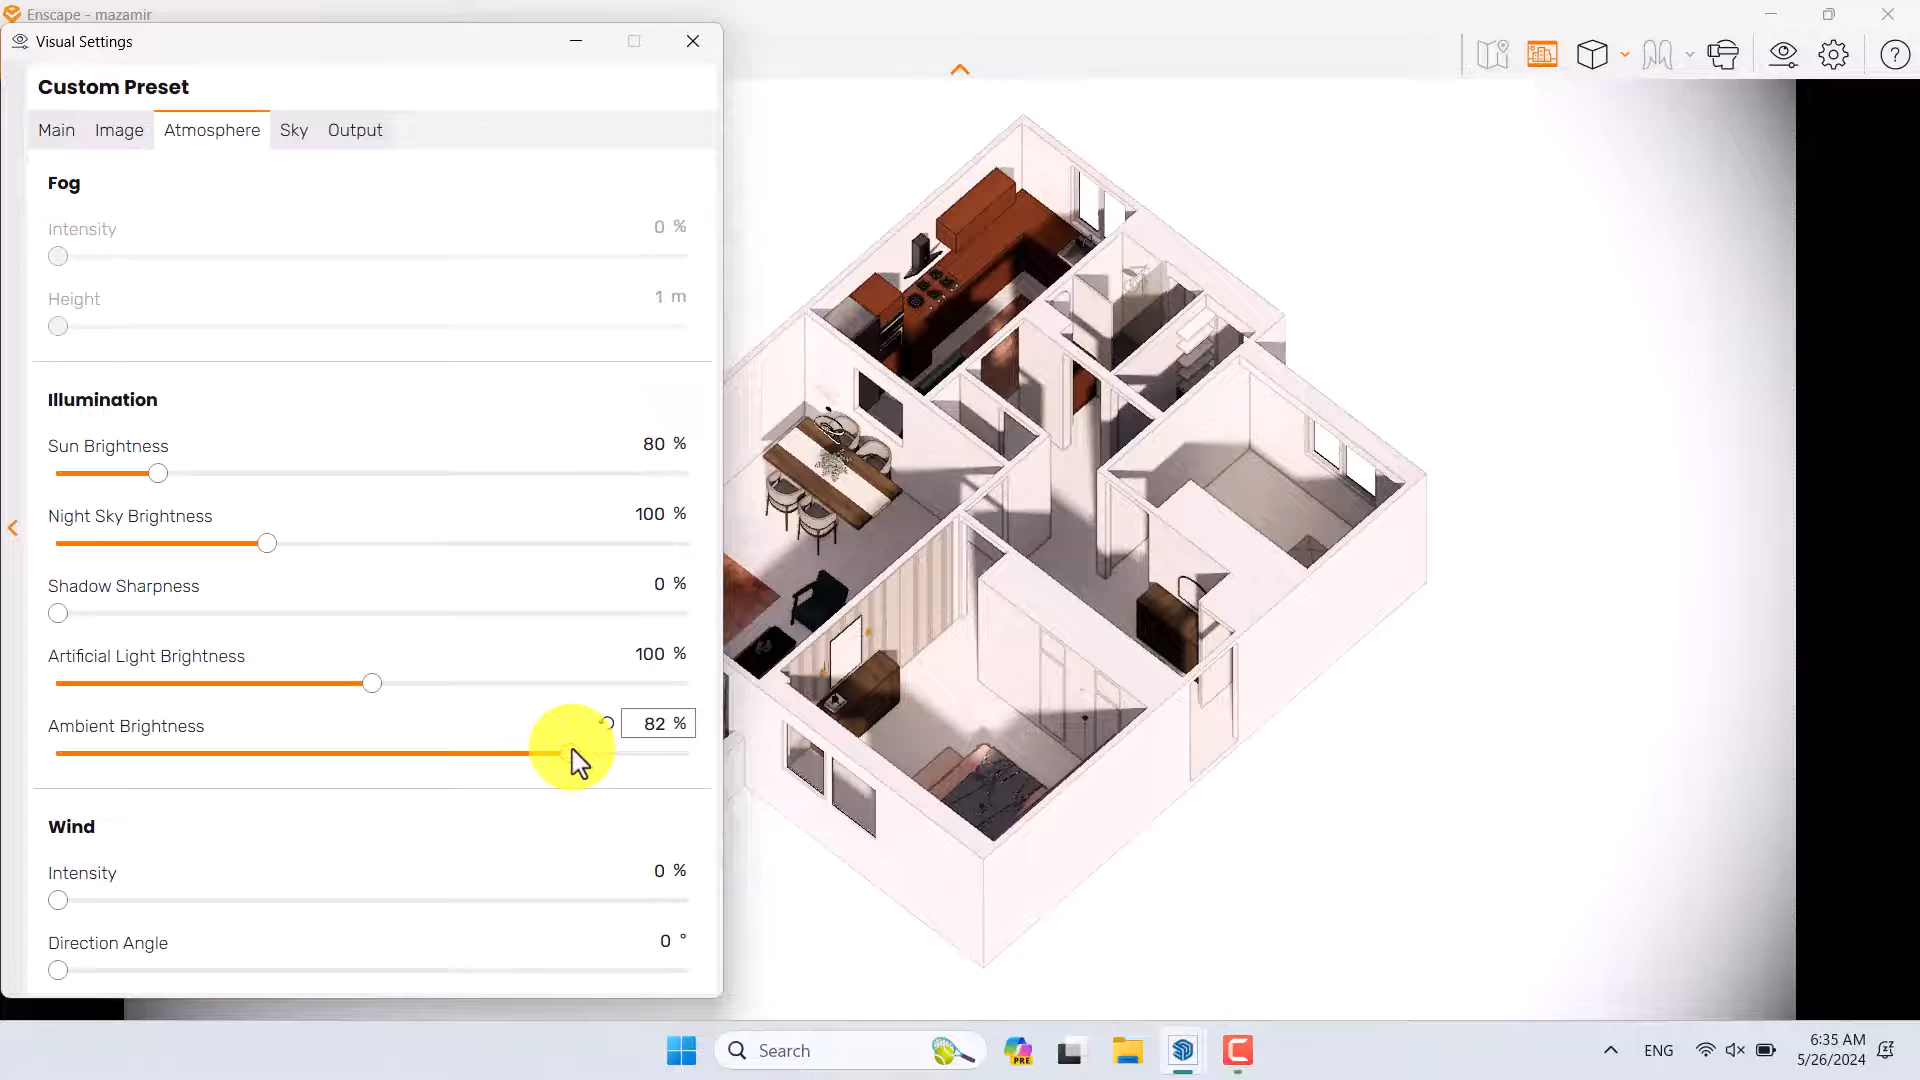 Enscape - mazamir
Visual Settings
Custom Preset
Main Image Atmosphere Sky Output
Fog
Intensity 0 %
Height 1 m
Illumination
Sun Brightness 80 %
Night Sky Brightness 100 %
Shadow Sharpness 0 %
Artificial Light Brightness 100 %
Ambient Brightness 82 %
Wind
Intensity 0 %
Direction Angle 0 °
Search
PRE
ENG
6:35 AM
5/26/2024